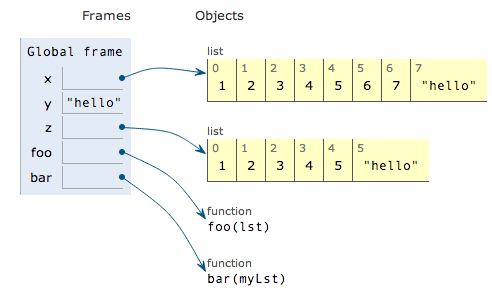 Frames Objects
Global frame
x
y "hello"
z
foo
bar
list
0 1 2 3 4 5 6 7
1 2 3 4 5 6 7 "hello"
list
0 1 2 3 4 5
1 2 3 4 5 "hello"
function
foo(lst)
function
bar(myLst)